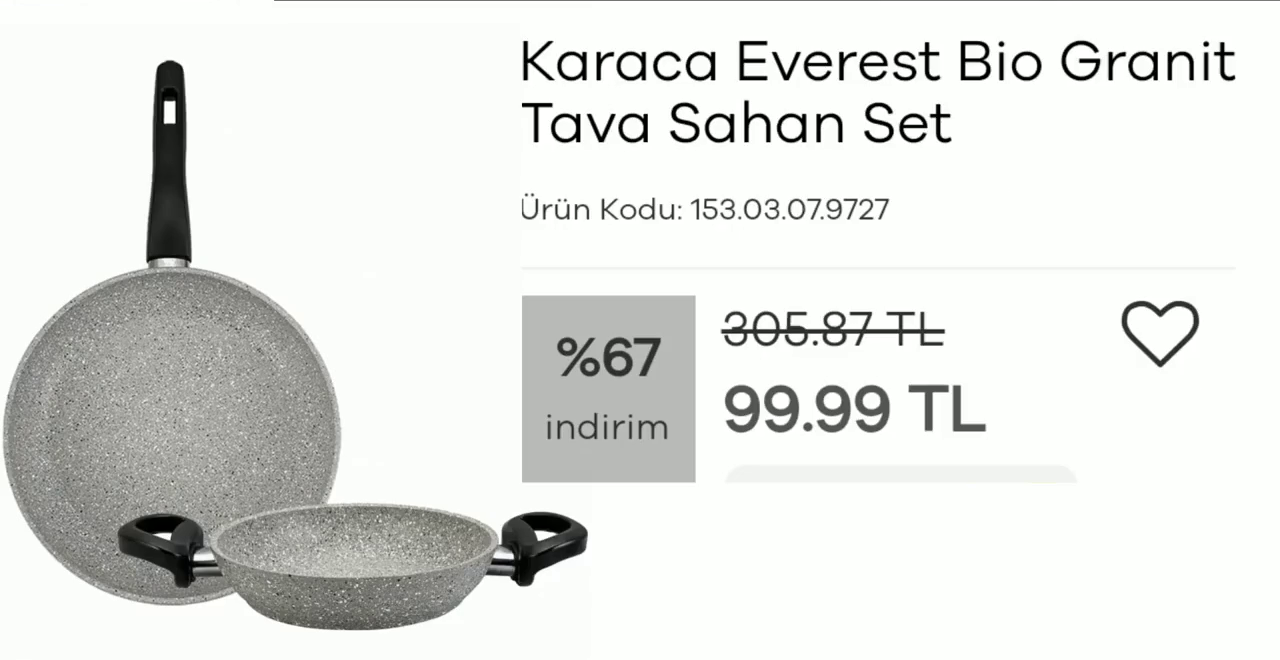 Karaca Everest Bio Granit
Tava Sahan Set
Ürün Kodu: 153.03.07.9727
%67
indirim
305.87 TL
99.99 TL